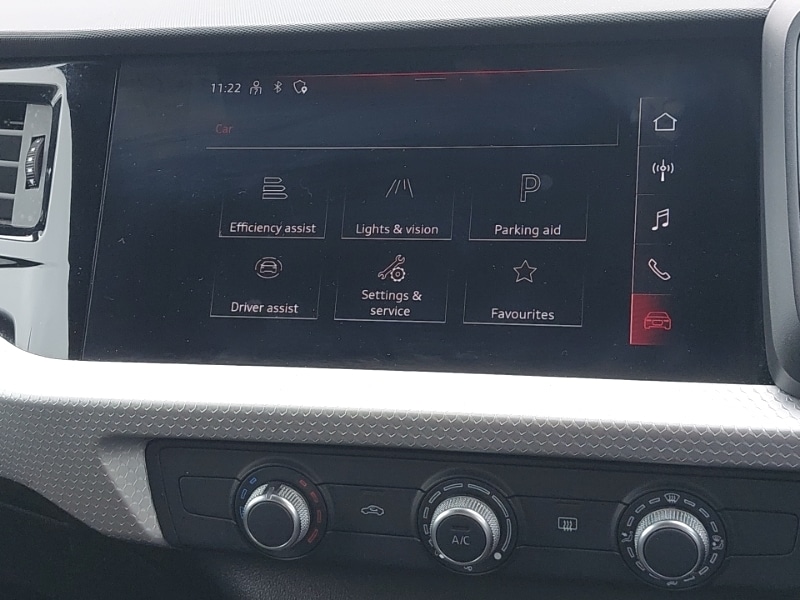 11:22
Car
Efficiency assist
Lights & vision
P
Parking aid
Driver assist
Settings &
service
Favourites
A/C